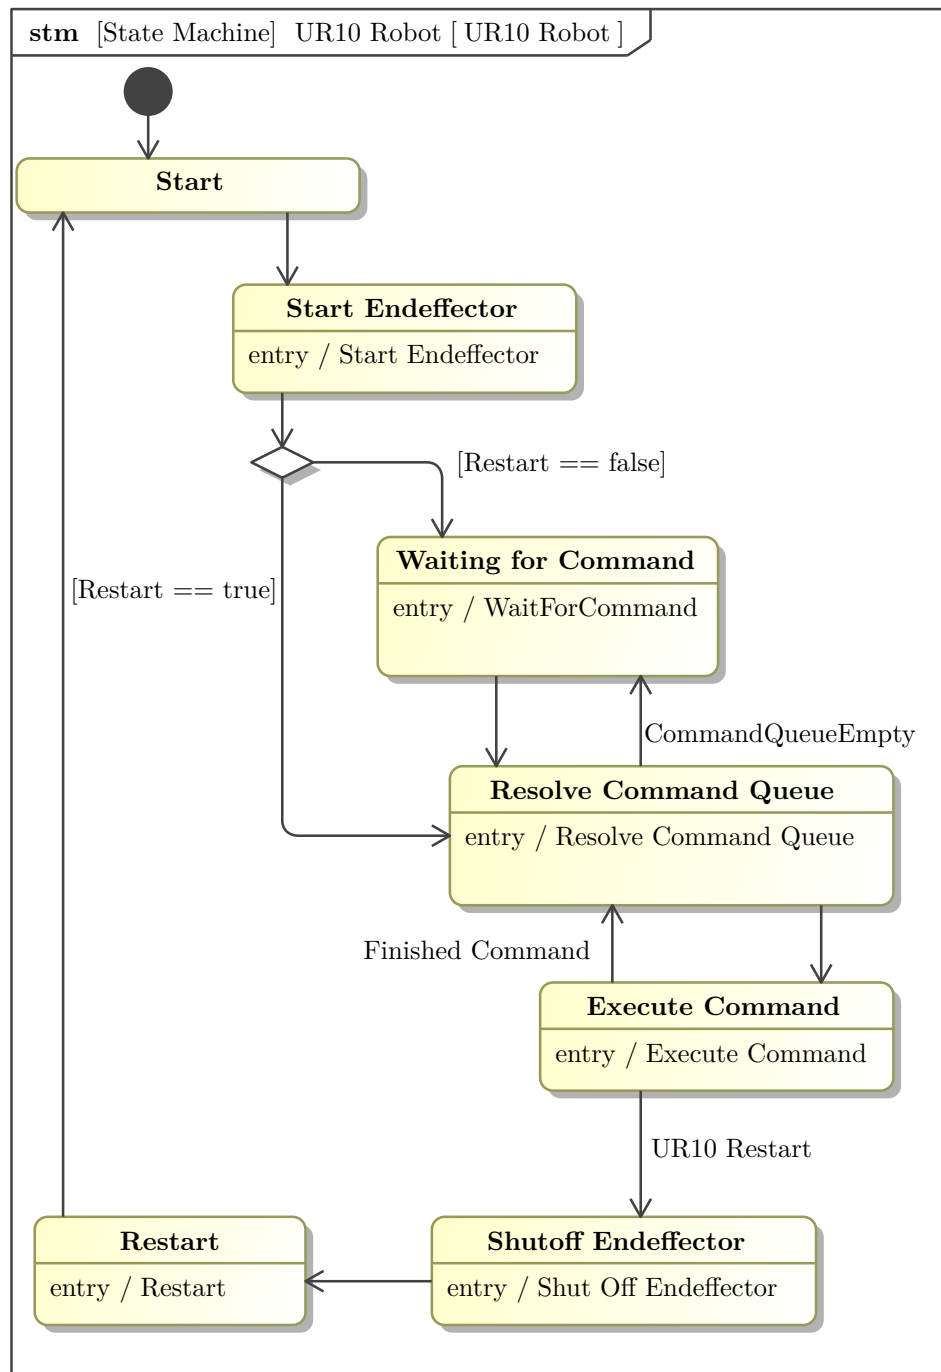 stm [State Machine] UR10 Robot [ UR10 Robot ]
Start
Start Endeffector
entry / Start Endeffector
[Restart == false]
Waiting for Command
[Restart == true]
entry / WaitForCommand
CommandQueueEmpty
Resolve Command Queue
entry / Resolve Command Queue
Finished Command
Execute Command
entry / Execute Command
UR10 Restart
Restart
entry / Restart
Shutoff Endeffector
entry / Shut Off Endeffector